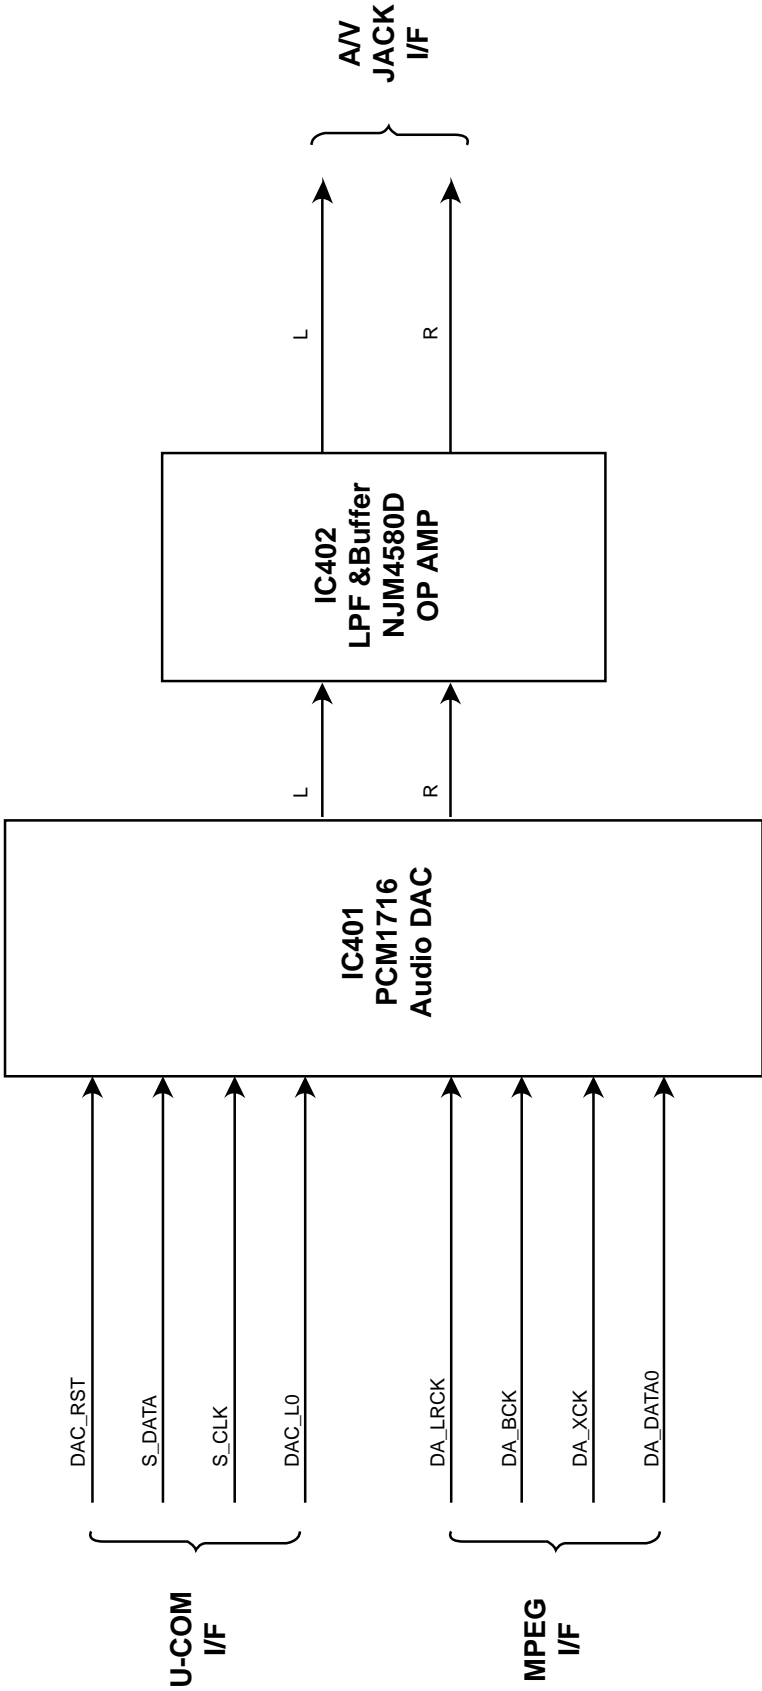 U-COM
I/F
DAC_RST
S_DATA
S_CLK
DAC_L0
MPEG
I/F
DA_LRCK
DA_BCK
DA_XCK
DA_DATA0
IC401
PCM1716
Audio DAC
L
R
IC402
LPF &Buffer
NJM4580D
OP AMP
L
R
A/V
JACK
I/F